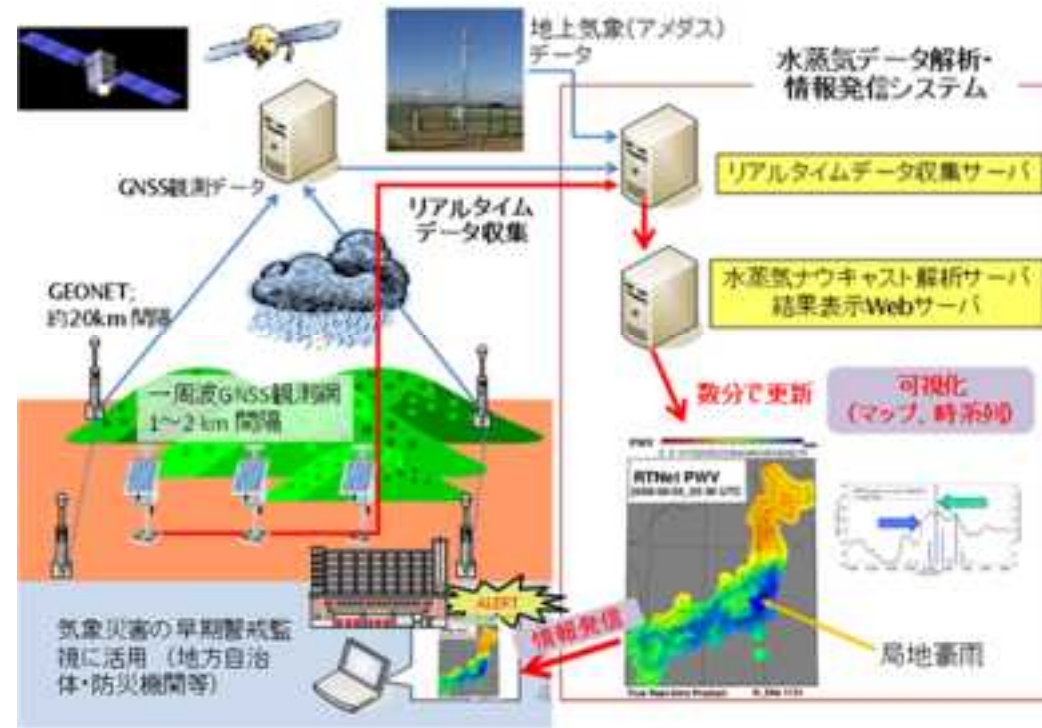 地上気象(アメダス)
データ
水蒸気データ解析・
情報発信システム
GNSS観測データ
リアルタイム
データ収集
リアルタイムデータ収集サーバ
水蒸気ナウキャスト解析サーバ
結果表示Webサーバ
GEONET;
約20km間隔
一周波GNSS観測網
1〜2 km 間隔
数分で更新
可視化
(マップ、時系列)
PWV
RTNet PWV
ALERT
情報発信
局地豪雨
気象災害の早期警戒監
視に活用 (地方自治
体・防災機関等)